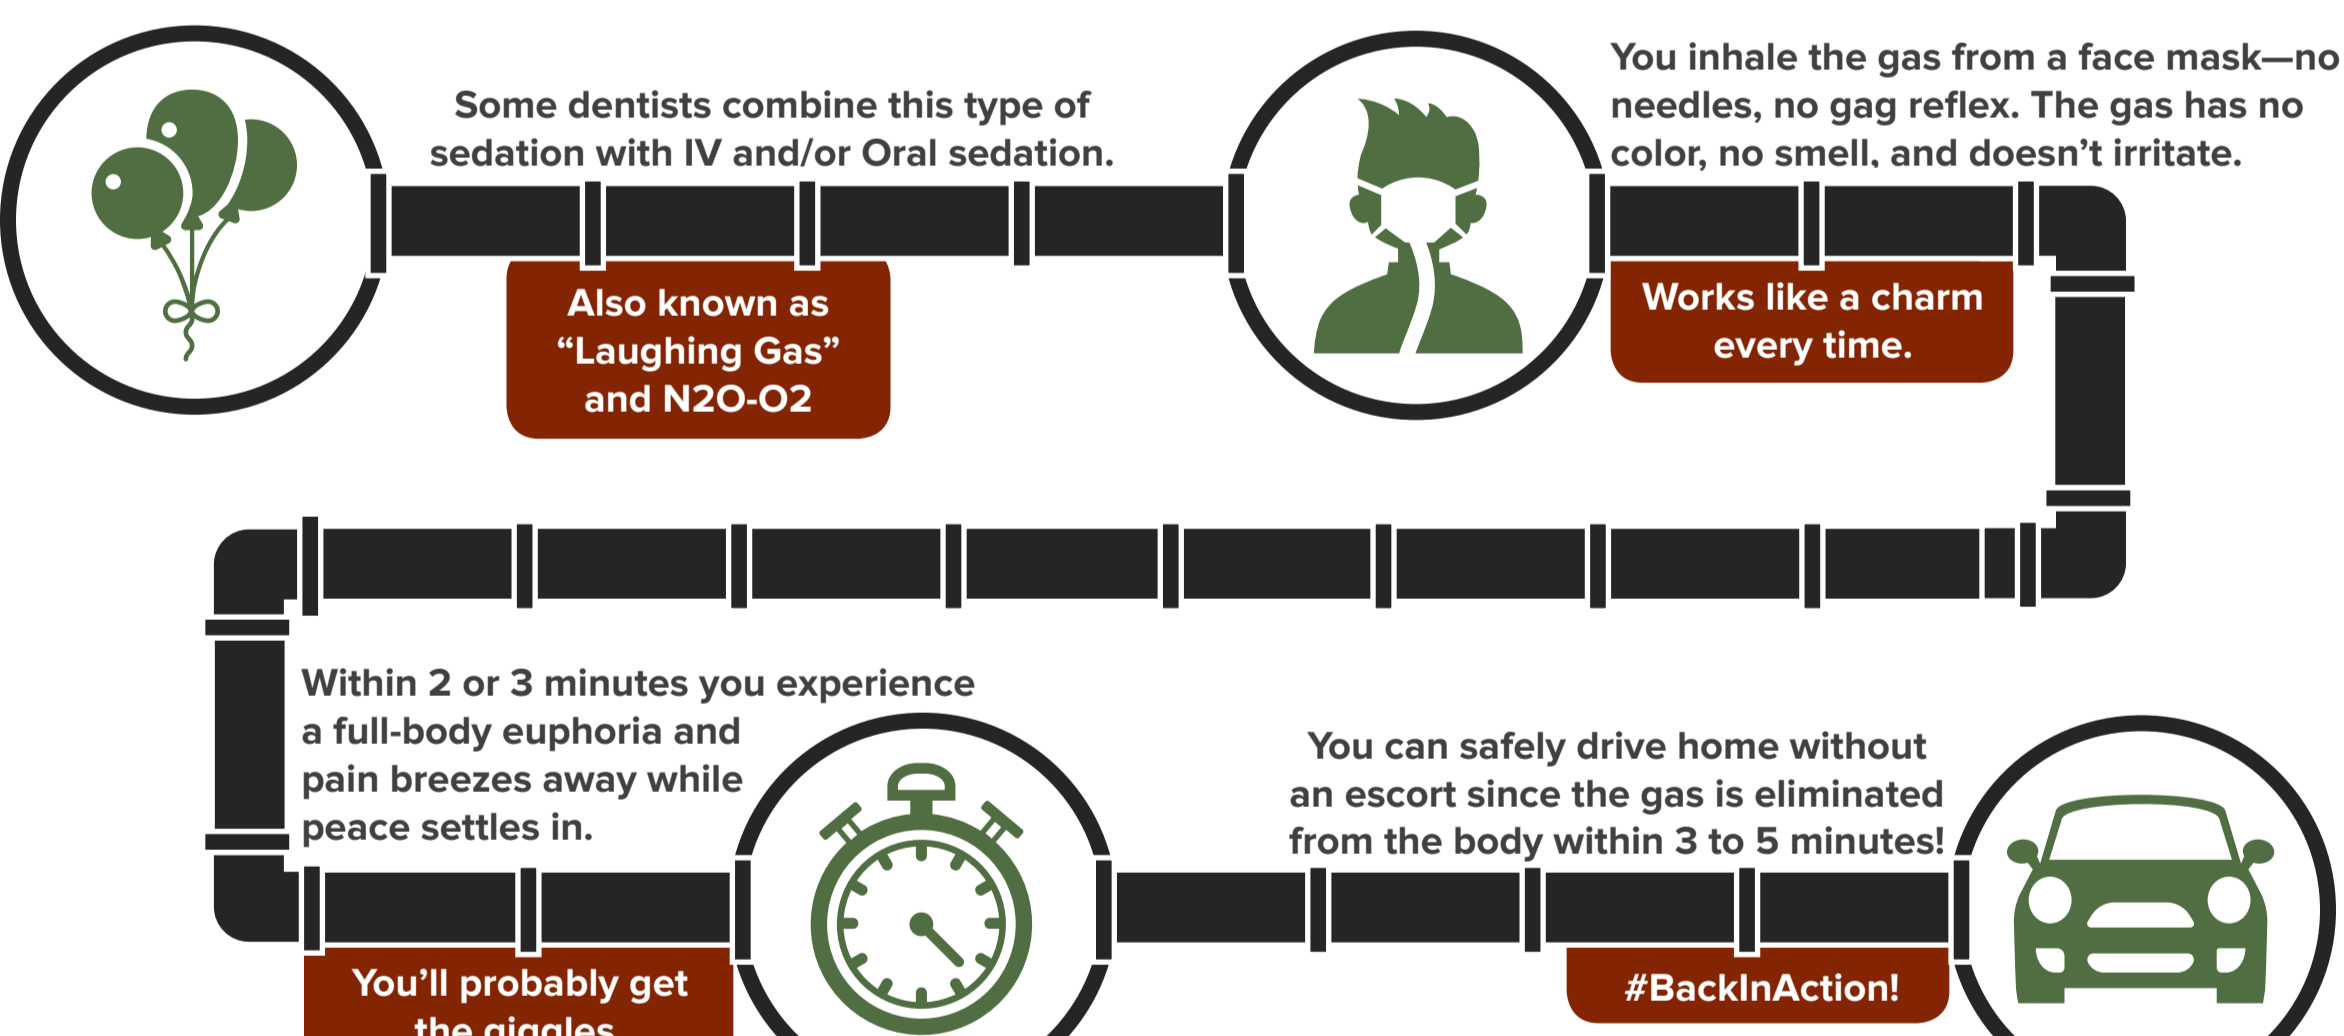 Some dentists combine this type of
sedation with IV and/or Oral sedation.
Also known as
“Laughing Gas”
and N2O-O2
You inhale the gas from a face mask—no
needles, no gag reflex. The gas has no
color, no smell, and doesn’t irritate.
Works like a charm
every time.
Within 2 or 3 minutes you experience
a full-body euphoria and
pain breezes away while
peace settles in.
You’ll probably get
the giggles
You can safely drive home without
an escort since the gas is eliminated
from the body within 3 to 5 minutes!
#BackInAction!